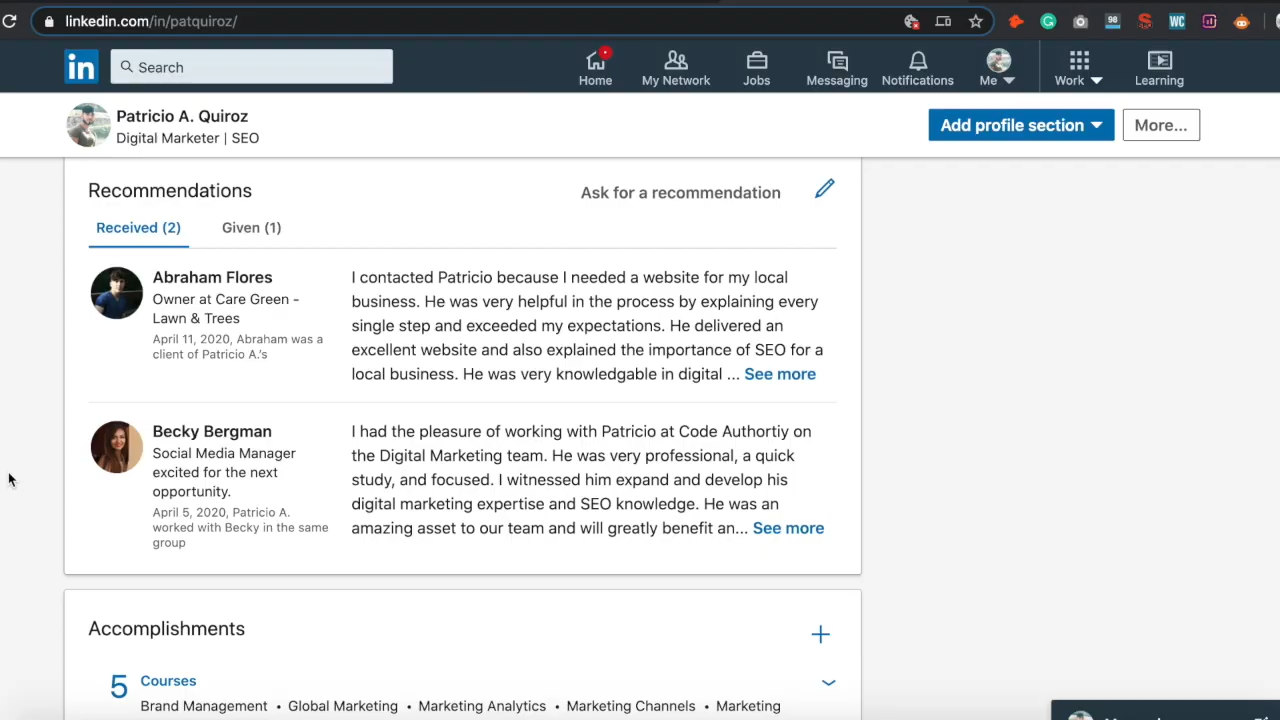 linkedin.com/in/patquiroz/
98
WC
in
Search
Home
My Network
Jobs
Messaging
Notifications
Me
Work
Learning
Patricio A. Quiroz
Digital Marketer | SEO
Add profile section
More...
Recommendations
Ask for a recommendation
Received (2)
Given (1)
Abraham Flores
Owner at Care Green -
Lawn & Trees
April 11, 2020, Abraham was a
client of Patricio A.'s
I contacted Patricio because I needed a website for my local
business. He was very helpful in the process by explaining every
single step and exceeded my expectations. He delivered an
excellent website and also explained the importance of SEO for a
local business. He was very knowledgable in digital ... See more
Becky Bergman
Social Media Manager
excited for the next
opportunity.
April 5, 2020, Patricio A.
worked with Becky in the same
group
I had the pleasure of working with Patricio at Code Authortiy on
the Digital Marketing team. He was very professional, a quick
study, and focused. I witnessed him expand and develop his
digital marketing expertise and SEO knowledge. He was an
amazing asset to our team and will greatly benefit an... See more
Accomplishments
5
Courses
Brand Management • Global Marketing • Marketing Analytics • Marketing Channels • Marketing